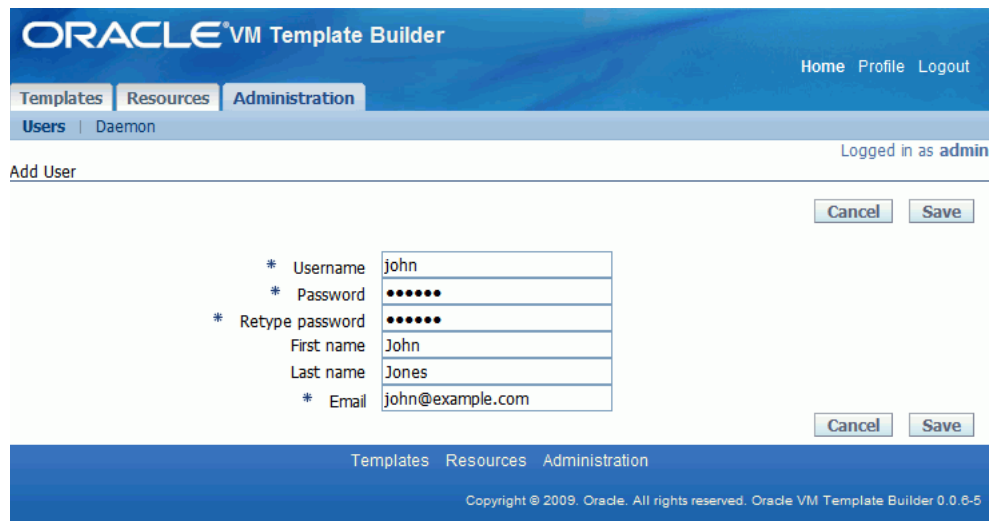 ORACLE VM Template Builder
Home Profile Logout
Templates Resources Administration
Users | Daemon
Logged in as admin
Add User
Cancel Save
* Username john
* Password ••••••
* Retype password ••••••
First name John
Last name Jones
* Email john@example.com
Cancel Save
Templates Resources Administration
Copyright © 2009. Oracle. All rights reserved. Oracle VM Template Builder 0.0.6-5